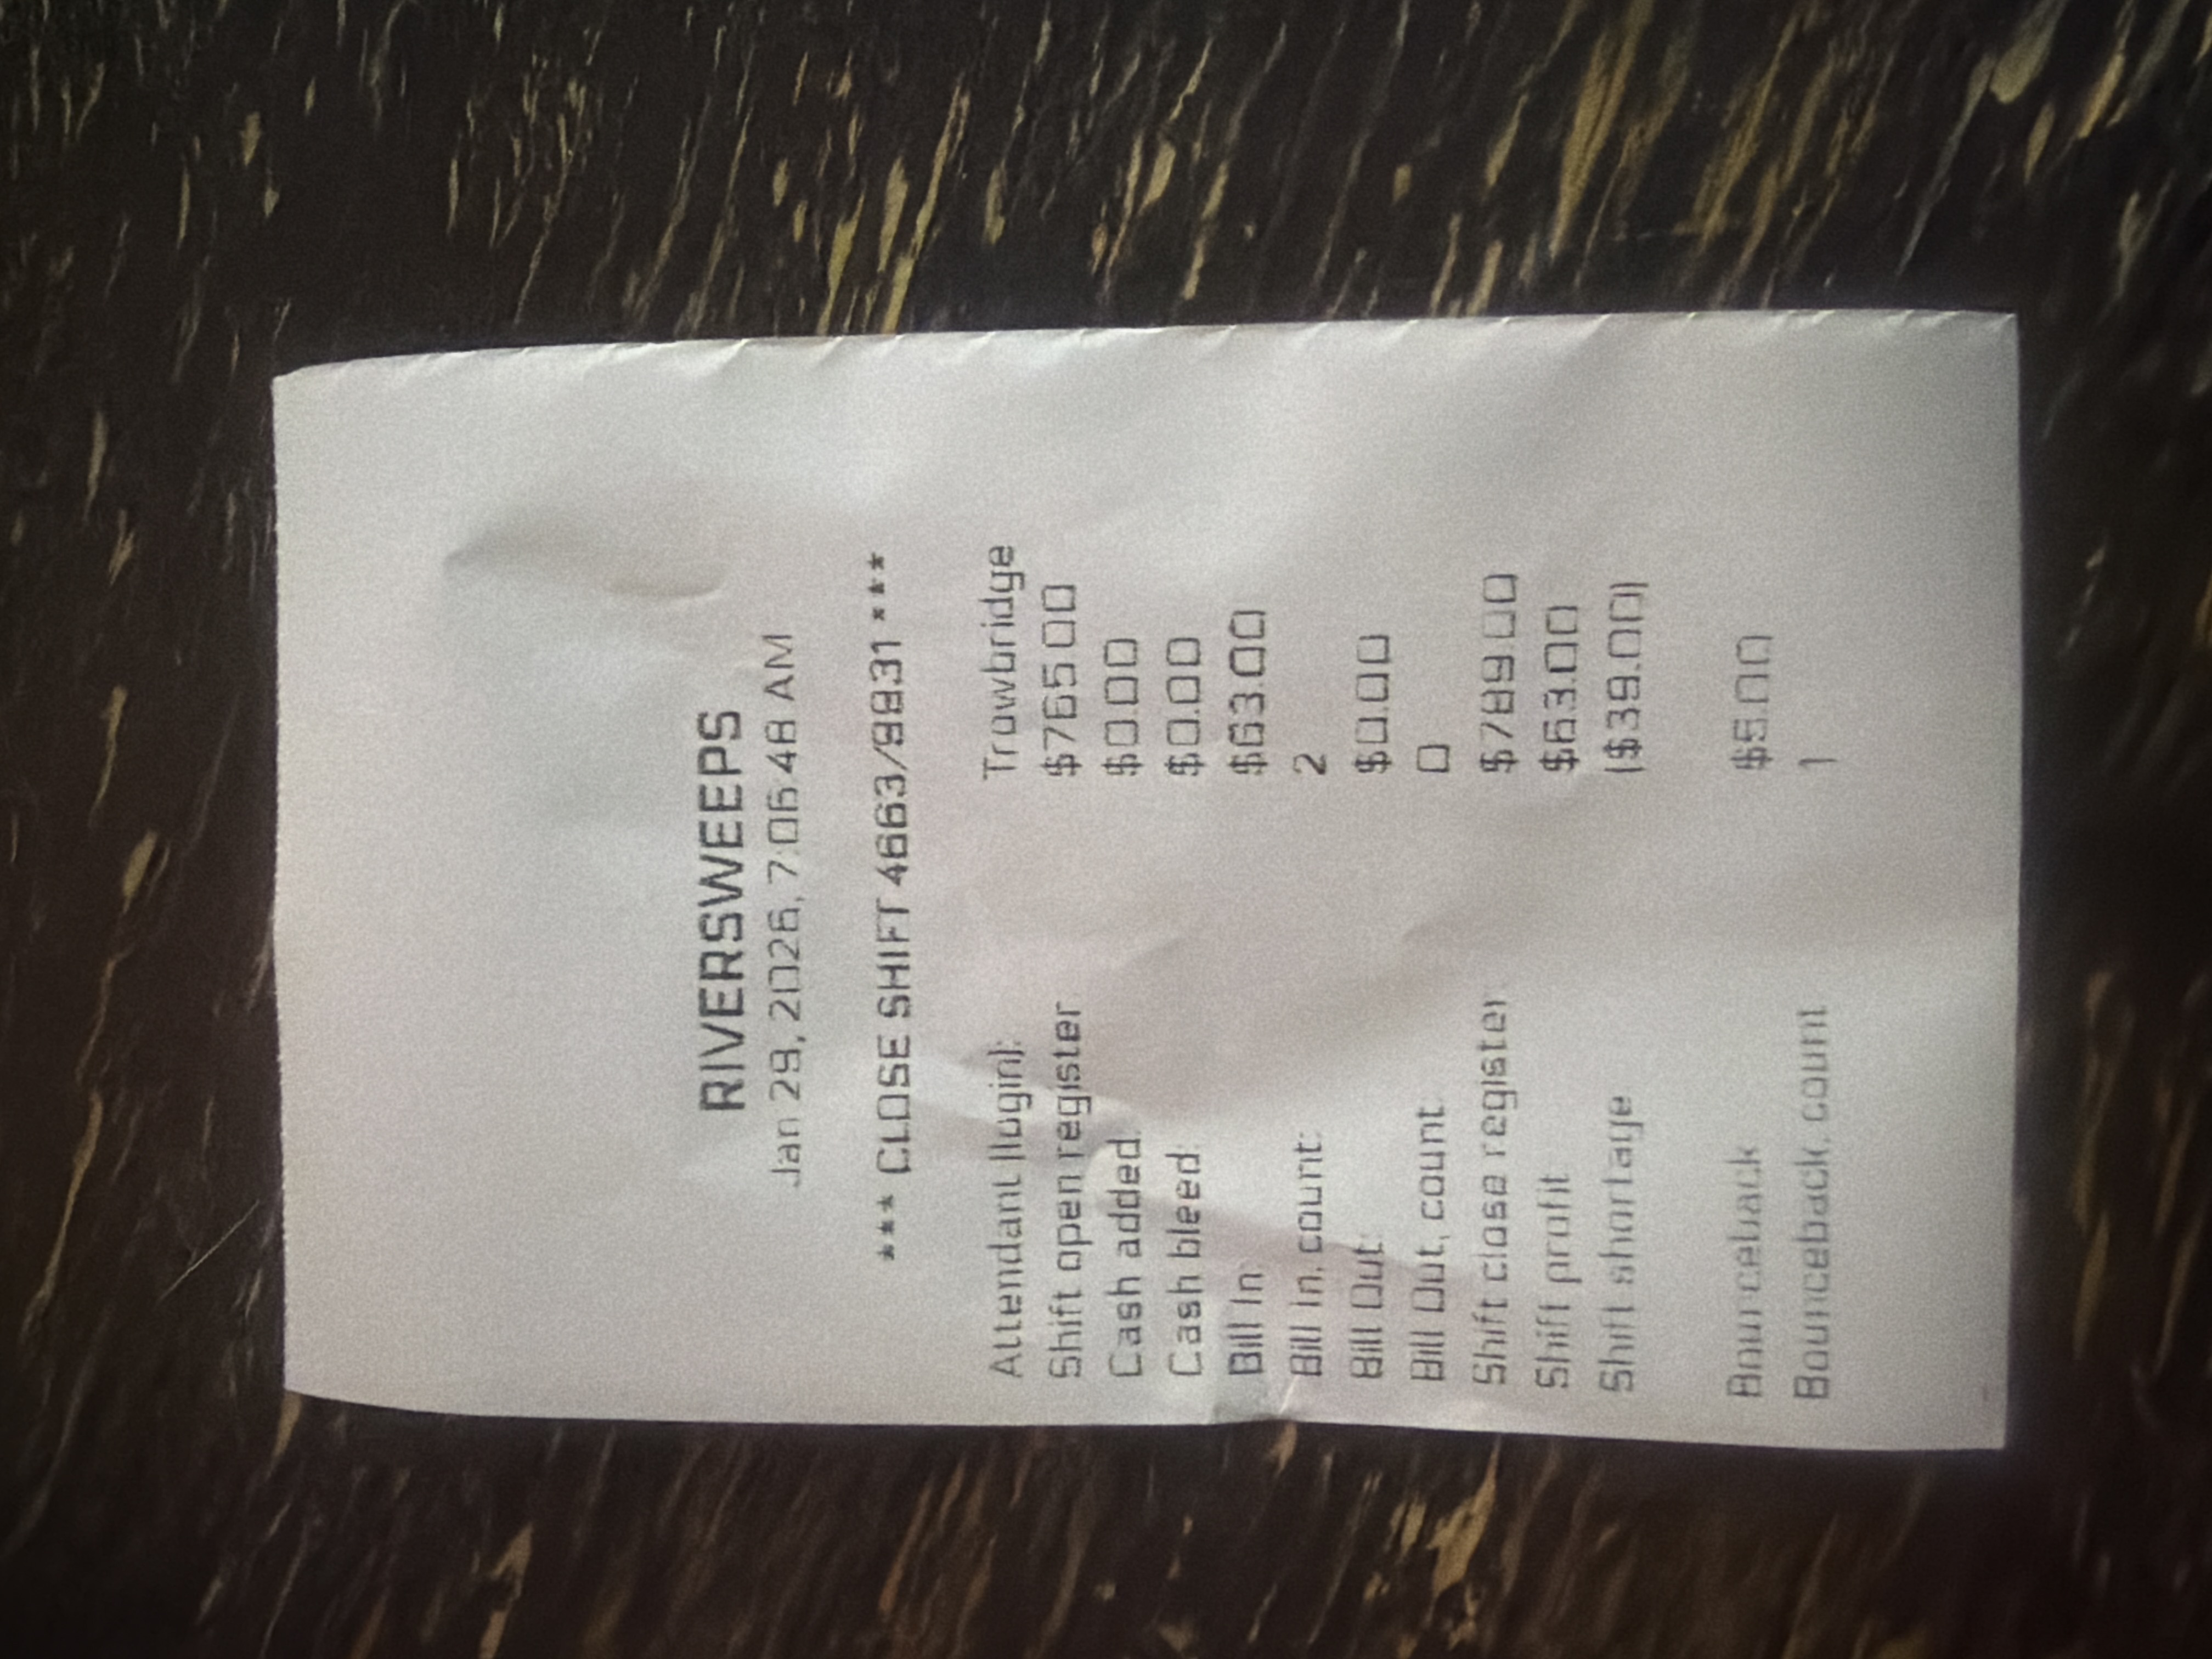 RIVERSWEEPS
Jan 29, 2026, 7:06:48 AM
*** CLOSE SHIFT 4663/9931 ***
Attendant (login): Trowbridge
Shift open register $765.00
Cash added: $0.00
Cash bleed: $0.00
Bill In $63.00
Bill In, count: 2
Bill Out: $0.00
Bill Out, count 0
Shift close register $789.00
Shift profit $63.00
Shift shortage ($39.00)
Bounceback $5.00
Bounceback, count 1